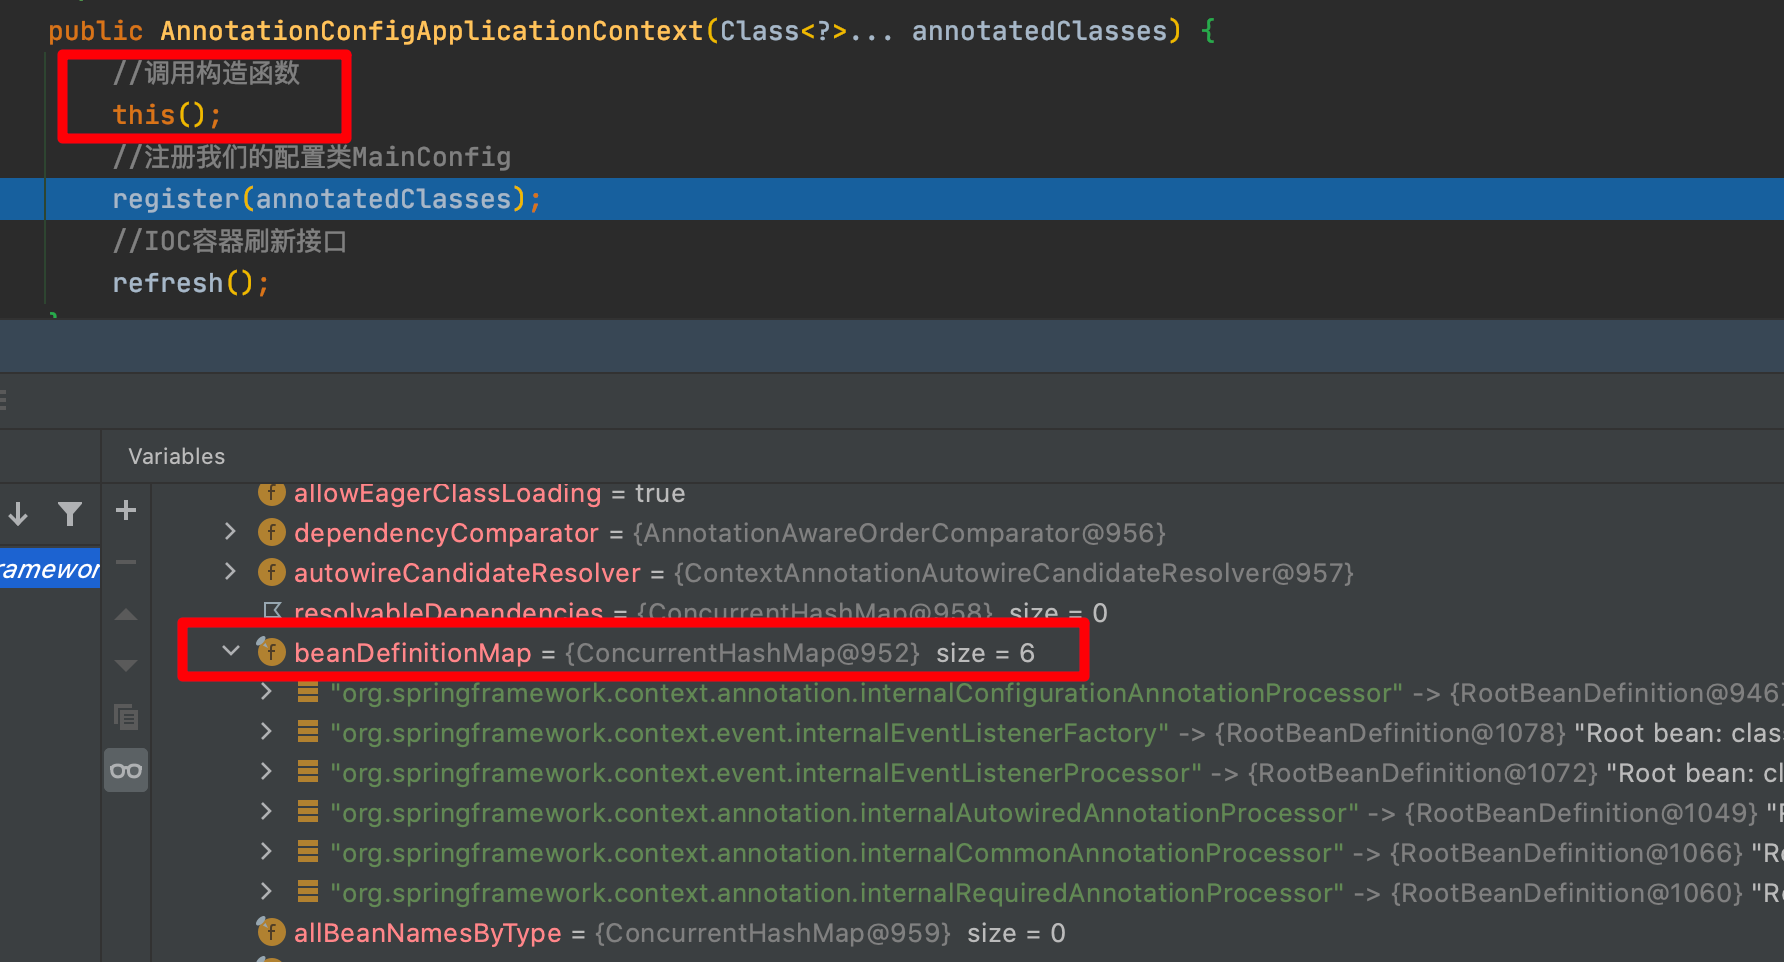 public AnnotationConfigApplicationContext(Class<?>... annotatedClasses) {
//调用构造函数
this();
//注册我们的配置类MainConfig
register(annotatedClasses);
//IOC容器刷新接口
refresh();
}
Variables
allowEagerClassLoading = true
dependencyComparator = {AnnotationAwareOrderComparator@956}
autowireCandidateResolver = {ContextAnnotationAutowireCandidateResolver@957}
ramewor
resolvableDependencies = {ConcurrentHashMap@958} size = 0
beanDefinitionMap = {ConcurrentHashMap@952} size = 6
"org.springframework.context.annotation.internalConfigurationAnnotationProcessor" -> {RootBeanDefinition@946}
"org.springframework.context.event.internalEventListenerFactory" -> {RootBeanDefinition@1078} "Root bean: clas
"org.springframework.context.event.internalEventListenerProcessor" -> {RootBeanDefinition@1072} "Root bean: cl
"org.springframework.context.annotation.internalAutowiredAnnotationProcessor" -> {RootBeanDefinition@1049} "R
"org.springframework.context.annotation.internalCommonAnnotationProcessor" -> {RootBeanDefinition@1066} "Ro
"org.springframework.context.annotation.internalRequiredAnnotationProcessor" -> {RootBeanDefinition@1060} "Ro
allBeanNamesByType = {ConcurrentHashMap@959} size = 0